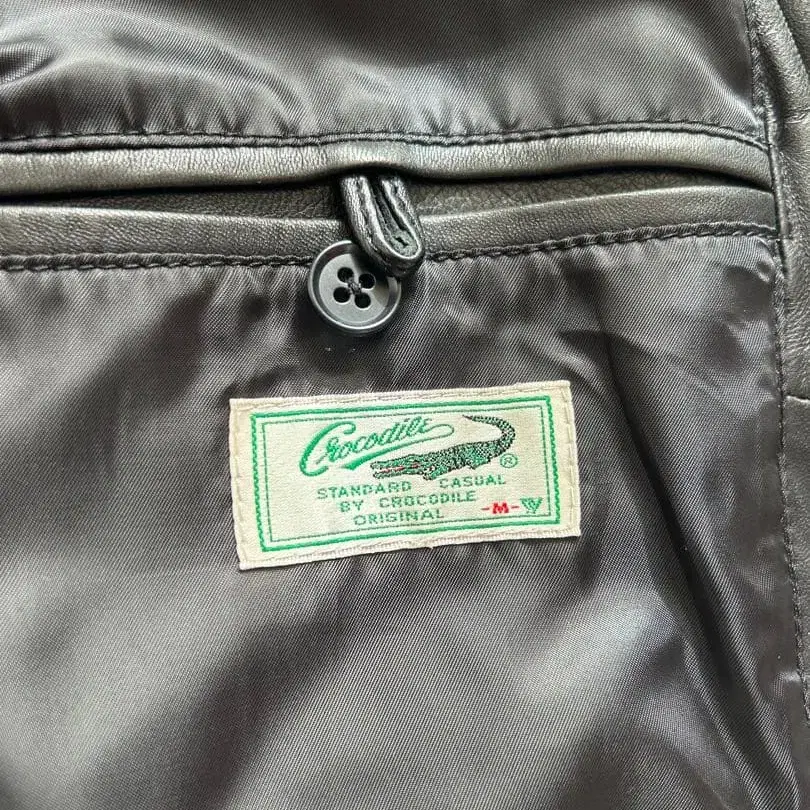 Crocodile ®
STANDARD CASUAL
BY CROCODILE
ORIGINAL -M-